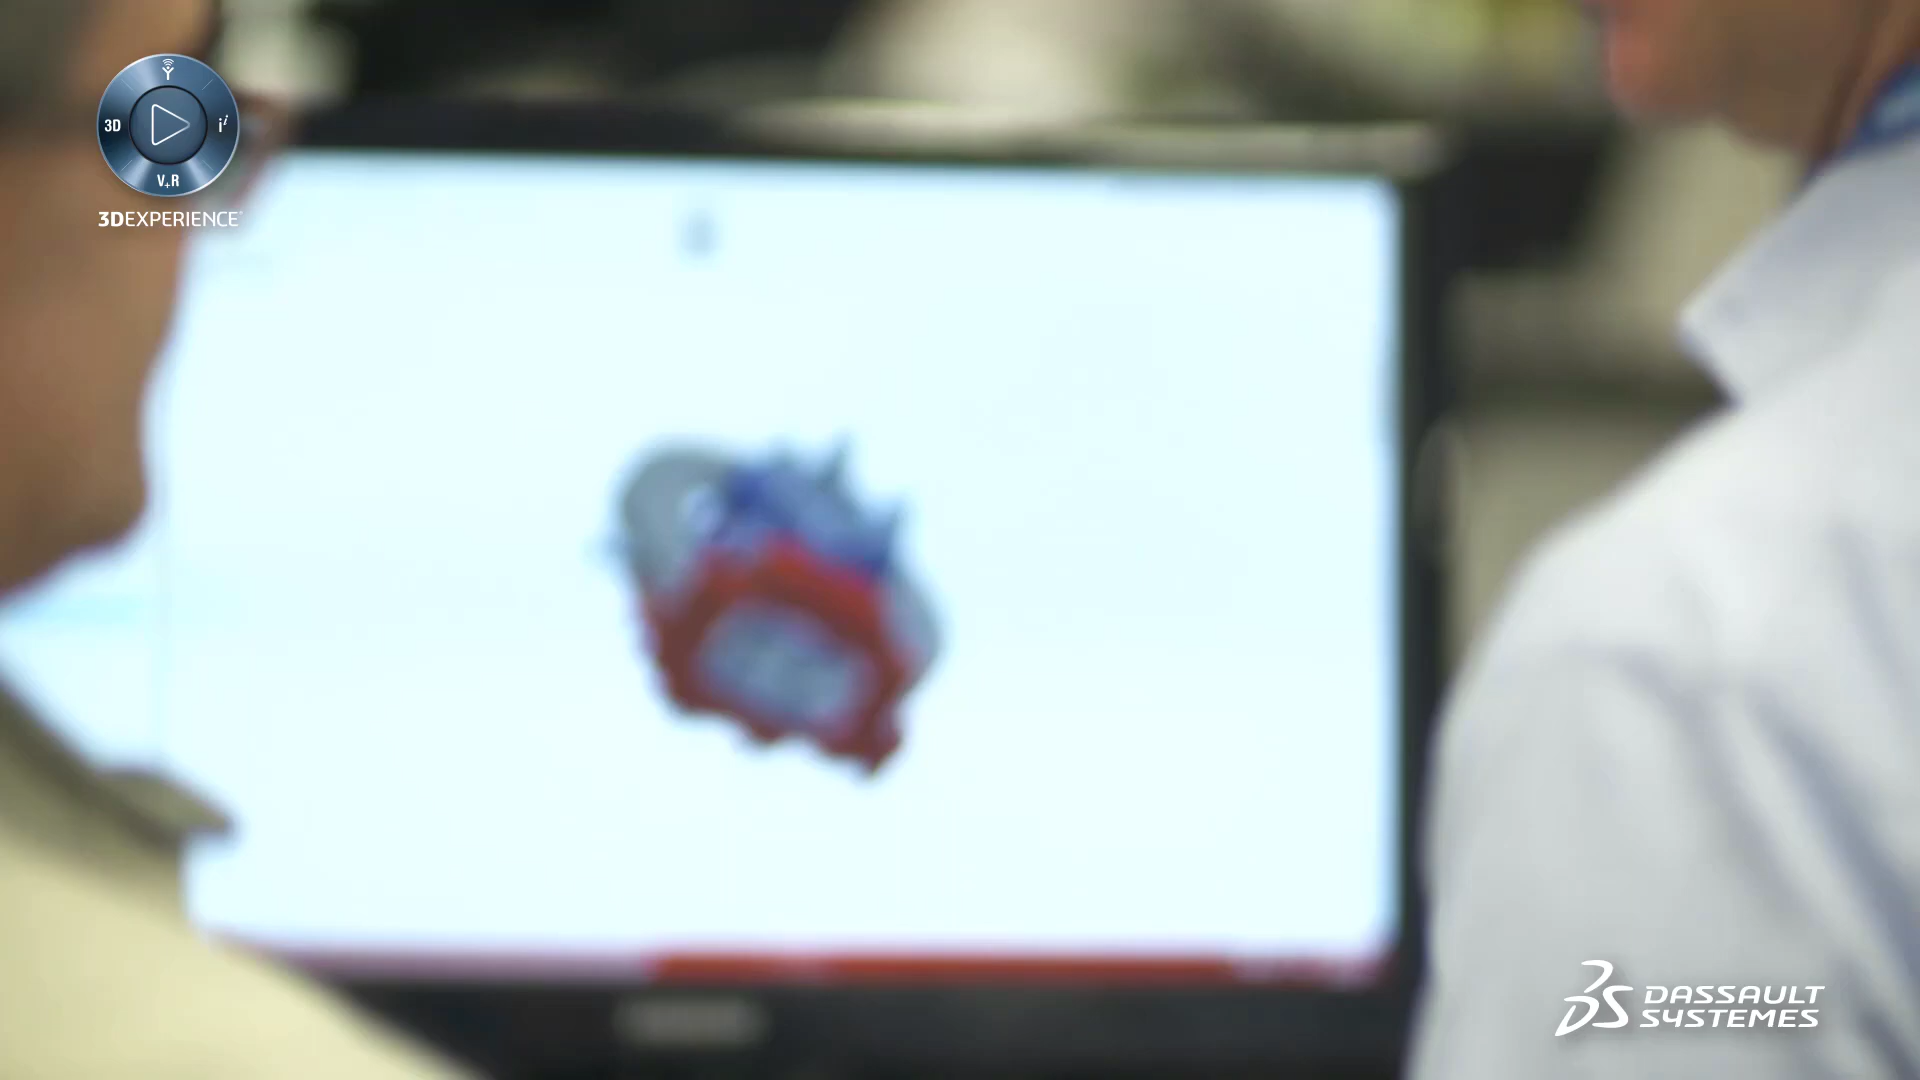 3D
i i
V+R
3DEXPERIENCE
DASSAULT
SYSTEMES